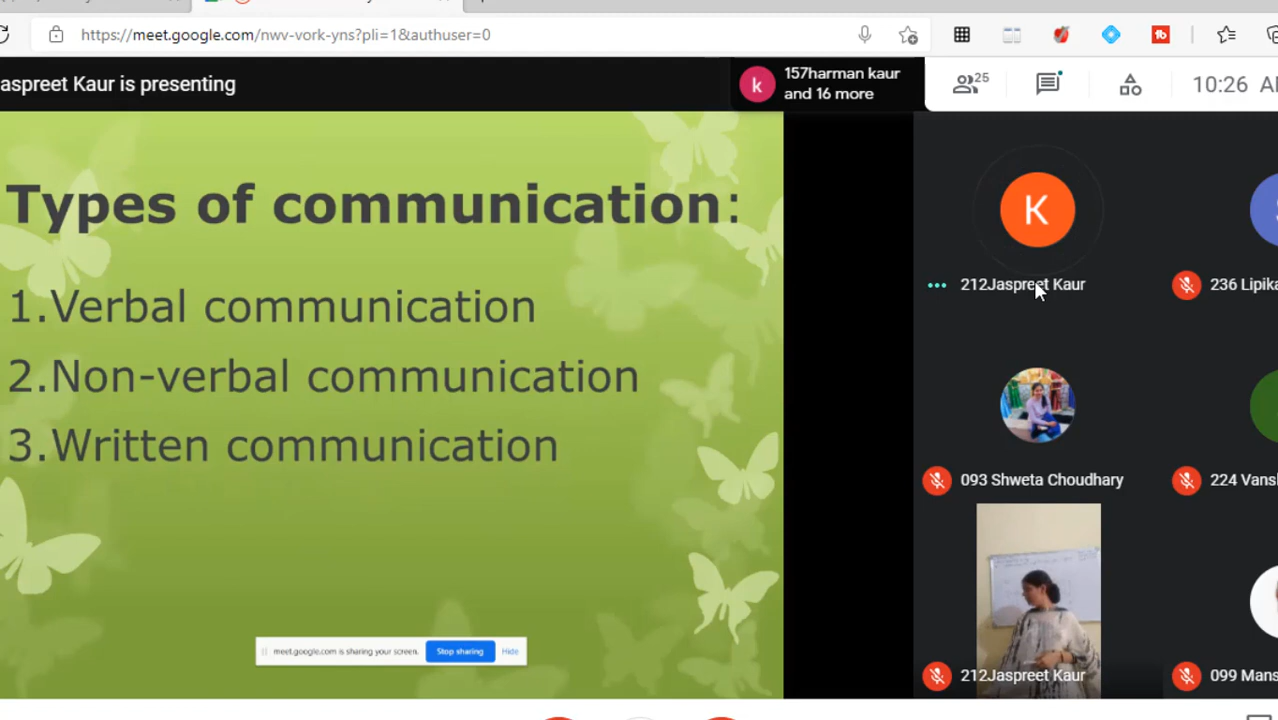 https://meet.google.com/nwv-vork-yns?pli=1&authuser=0
aspreet Kaur is presenting
k
157harman kaur
and 16 more
25
10:26
Types of communication:
1.Verbal communication
2.Non-verbal communication
3.Written communication
meet.google.com is sharing your screen.
Stop sharing
Hide
K
212Jaspreet Kaur
236 Lipika
093 Shweta Choudhary
224 Vans
212Jaspreet Kaur
099 Mans